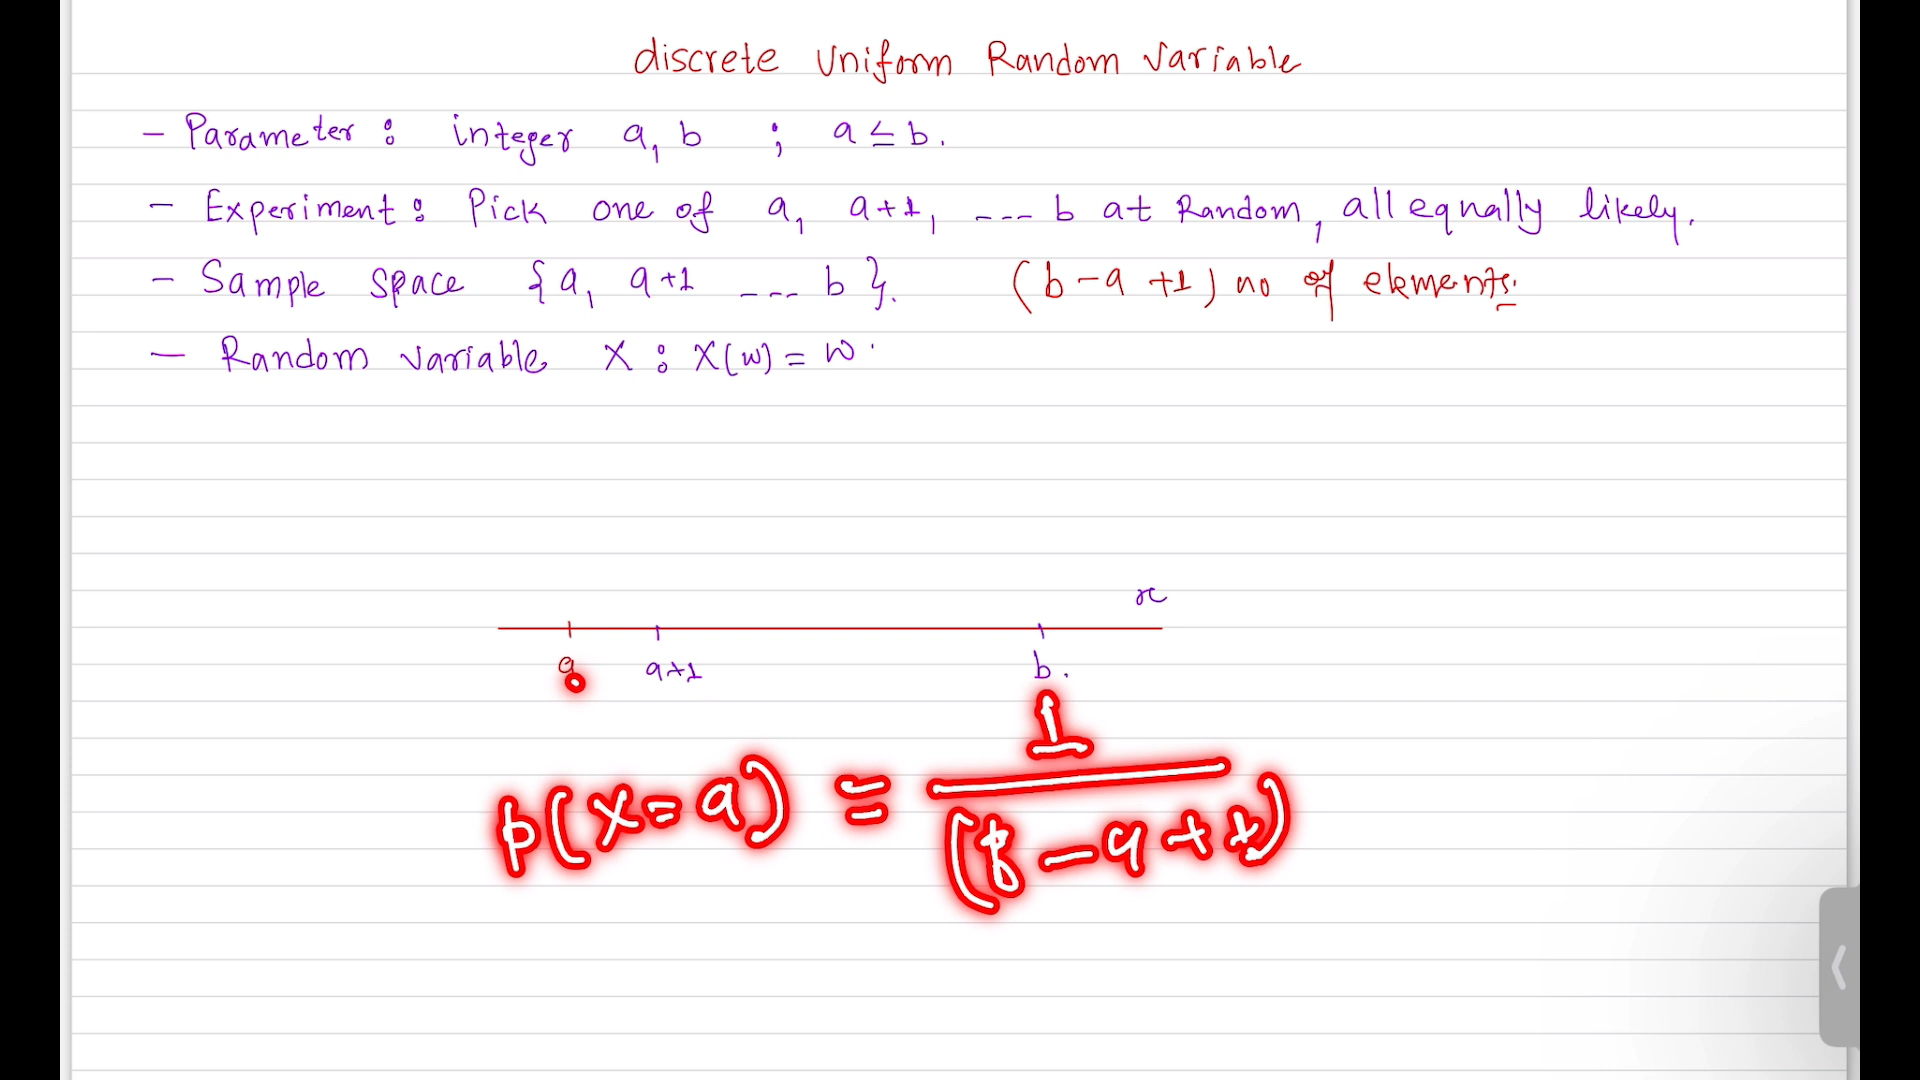 discrete Uniform Random Variable
- Parameter : integer a, b ; a ≤ b.
- Experiment : Pick one of a, a+1, ---- b at Random, all equally likely.
- Sample space {a, a+1 ---- b }. (b-a+1) no of elements.
- Random variable X : X(w) = w.
x
a a+1 b.
p(X=a) = 1/(b-a+1)